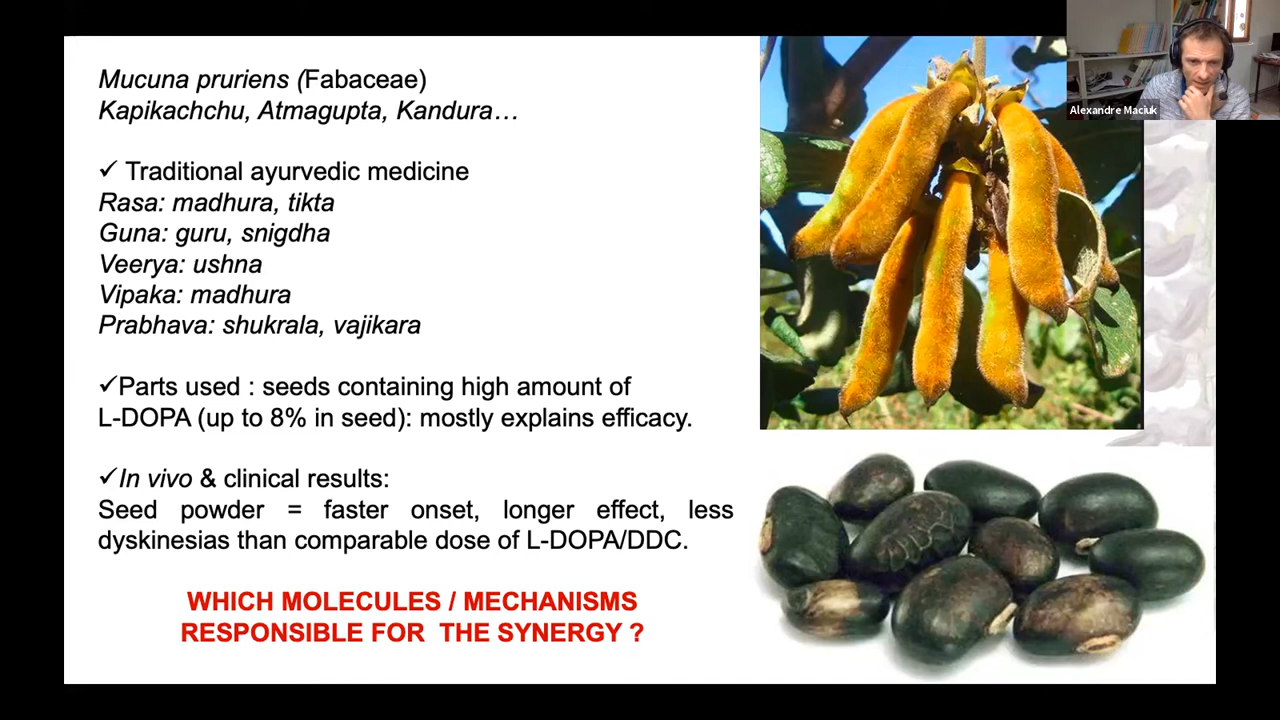 Mucuna pruriens (Fabaceae)
Kapikachchu, Atmagupta, Kandura…
✓ Traditional ayurvedic medicine
Rasa: madhura, tikta
Guna: guru, snigdha
Veerya: ushna
Vipaka: madhura
Prabhava: shukrala, vajikara
✓Parts used : seeds containing high amount of
L-DOPA (up to 8% in seed): mostly explains efficacy.
✓In vivo & clinical results:
Seed powder = faster onset, longer effect, less
dyskinesias than comparable dose of L-DOPA/DDC.
WHICH MOLECULES / MECHANISMS
RESPONSIBLE FOR THE SYNERGY ?
Alexandre Maciuk